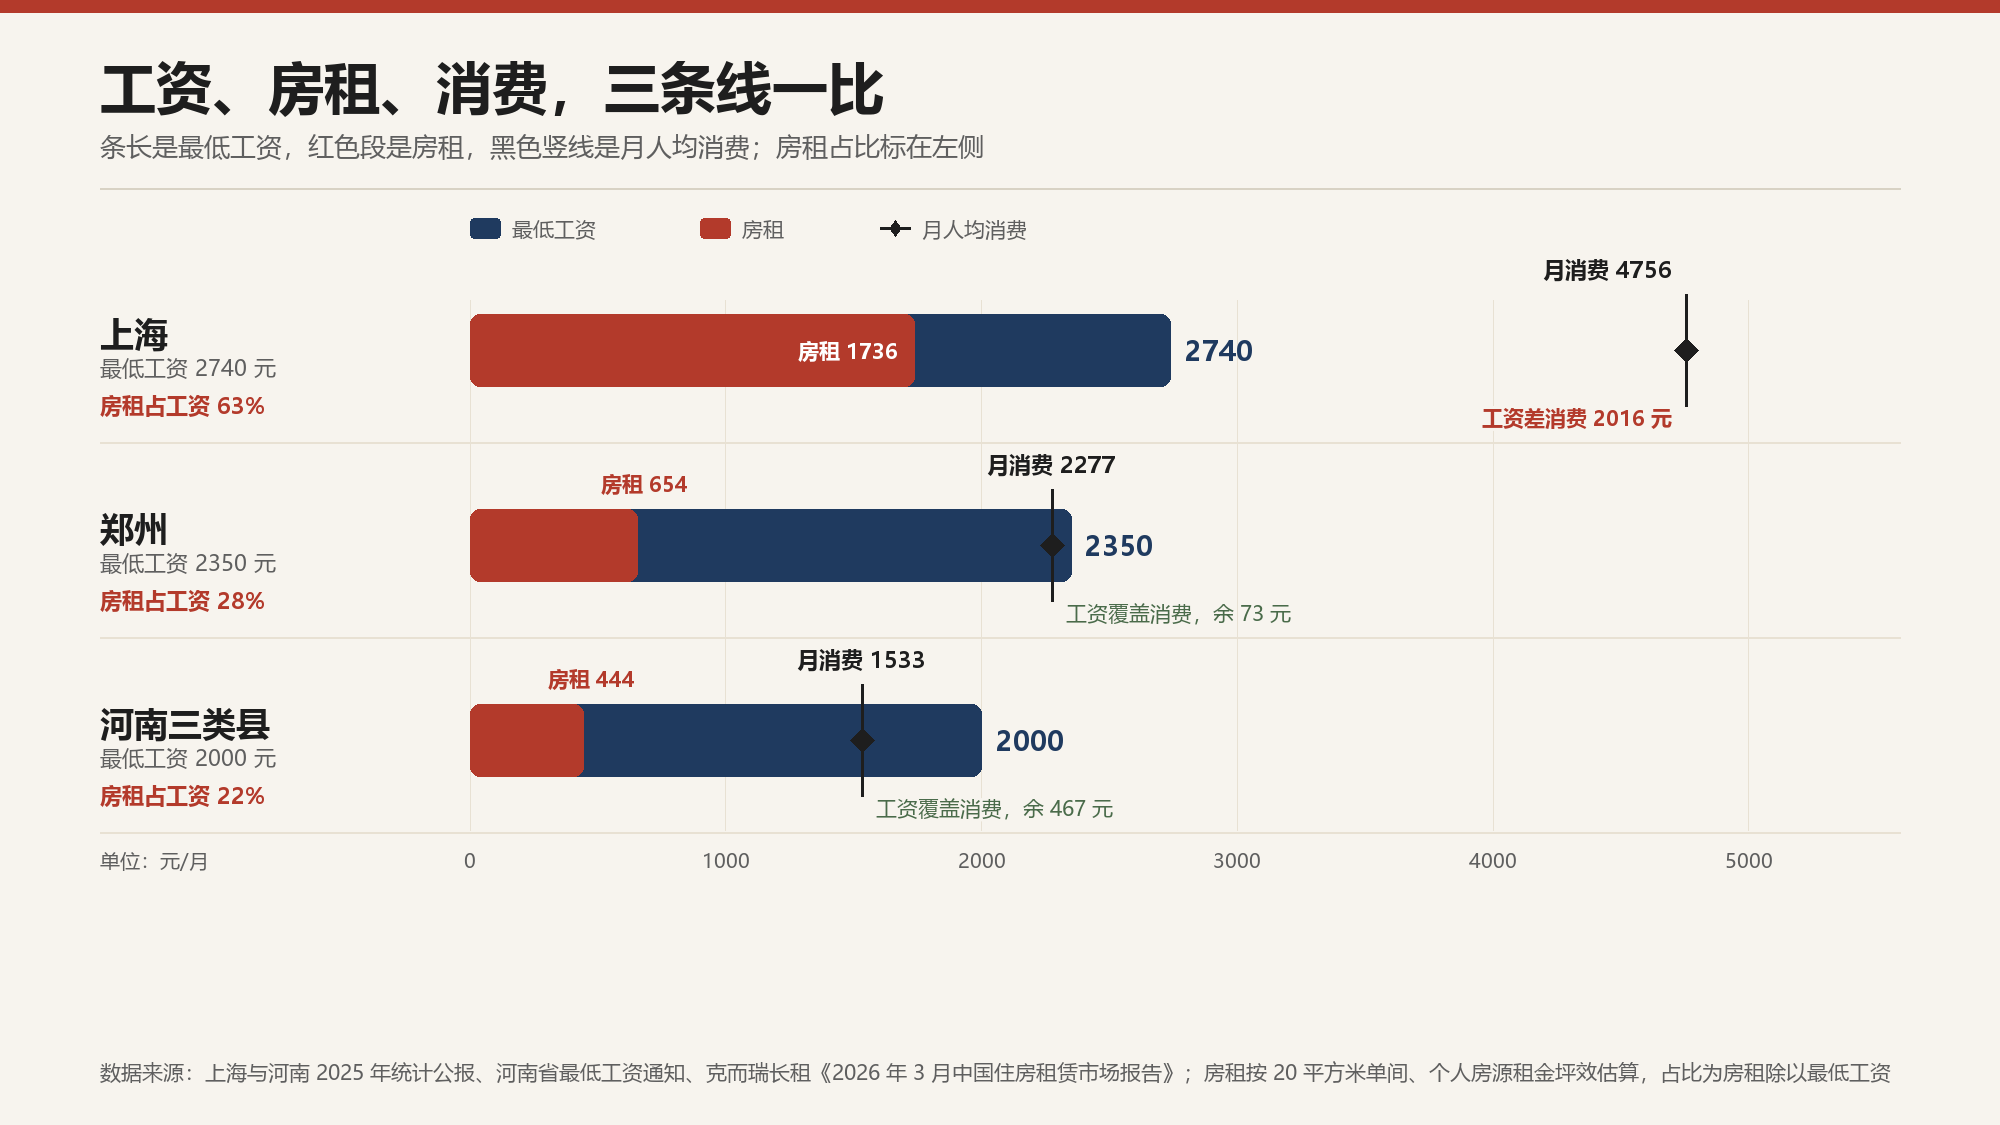 工资、房租、消费，三条线一比
条长是最低工资，红色段是房租，黑色竖线是月人均消费；房租占比标在左侧
最低工资 房租 月人均消费
月消费 4756
上海
最低工资 2740 元
房租占工资 63%
房租 1736
2740
工资差消费 2016 元
月消费 2277
房租 654
郑州
最低工资 2350 元
房租占工资 28%
2350
工资覆盖消费，余 73 元
月消费 1533
房租 444
河南三类县
最低工资 2000 元
房租占工资 22%
2000
工资覆盖消费，余 467 元
单位：元/月 0 1000 2000 3000 4000 5000
数据来源：上海与河南 2025 年统计公报、河南省最低工资通知、克而瑞长租《2026 年 3 月中国住房租赁市场报告》；房租按 20 平方米单间、个人房源租金坪效估算，占比为房租除以最低工资